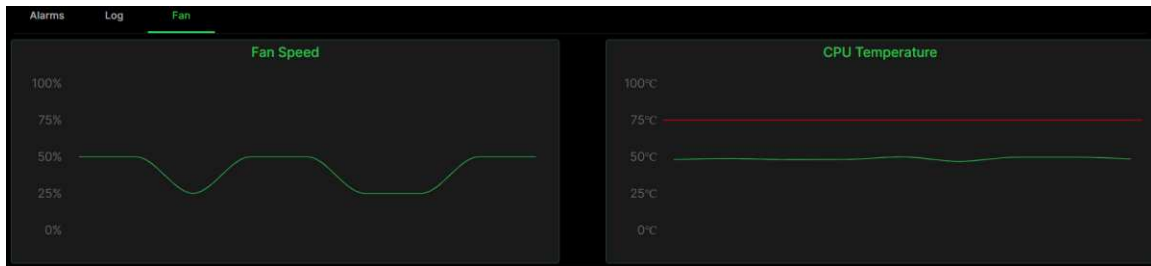 Alarms Log Fan
Fan Speed
100%
75%
50%
25%
0%
CPU Temperature
100°C
75°C
50°C
25°C
0°C